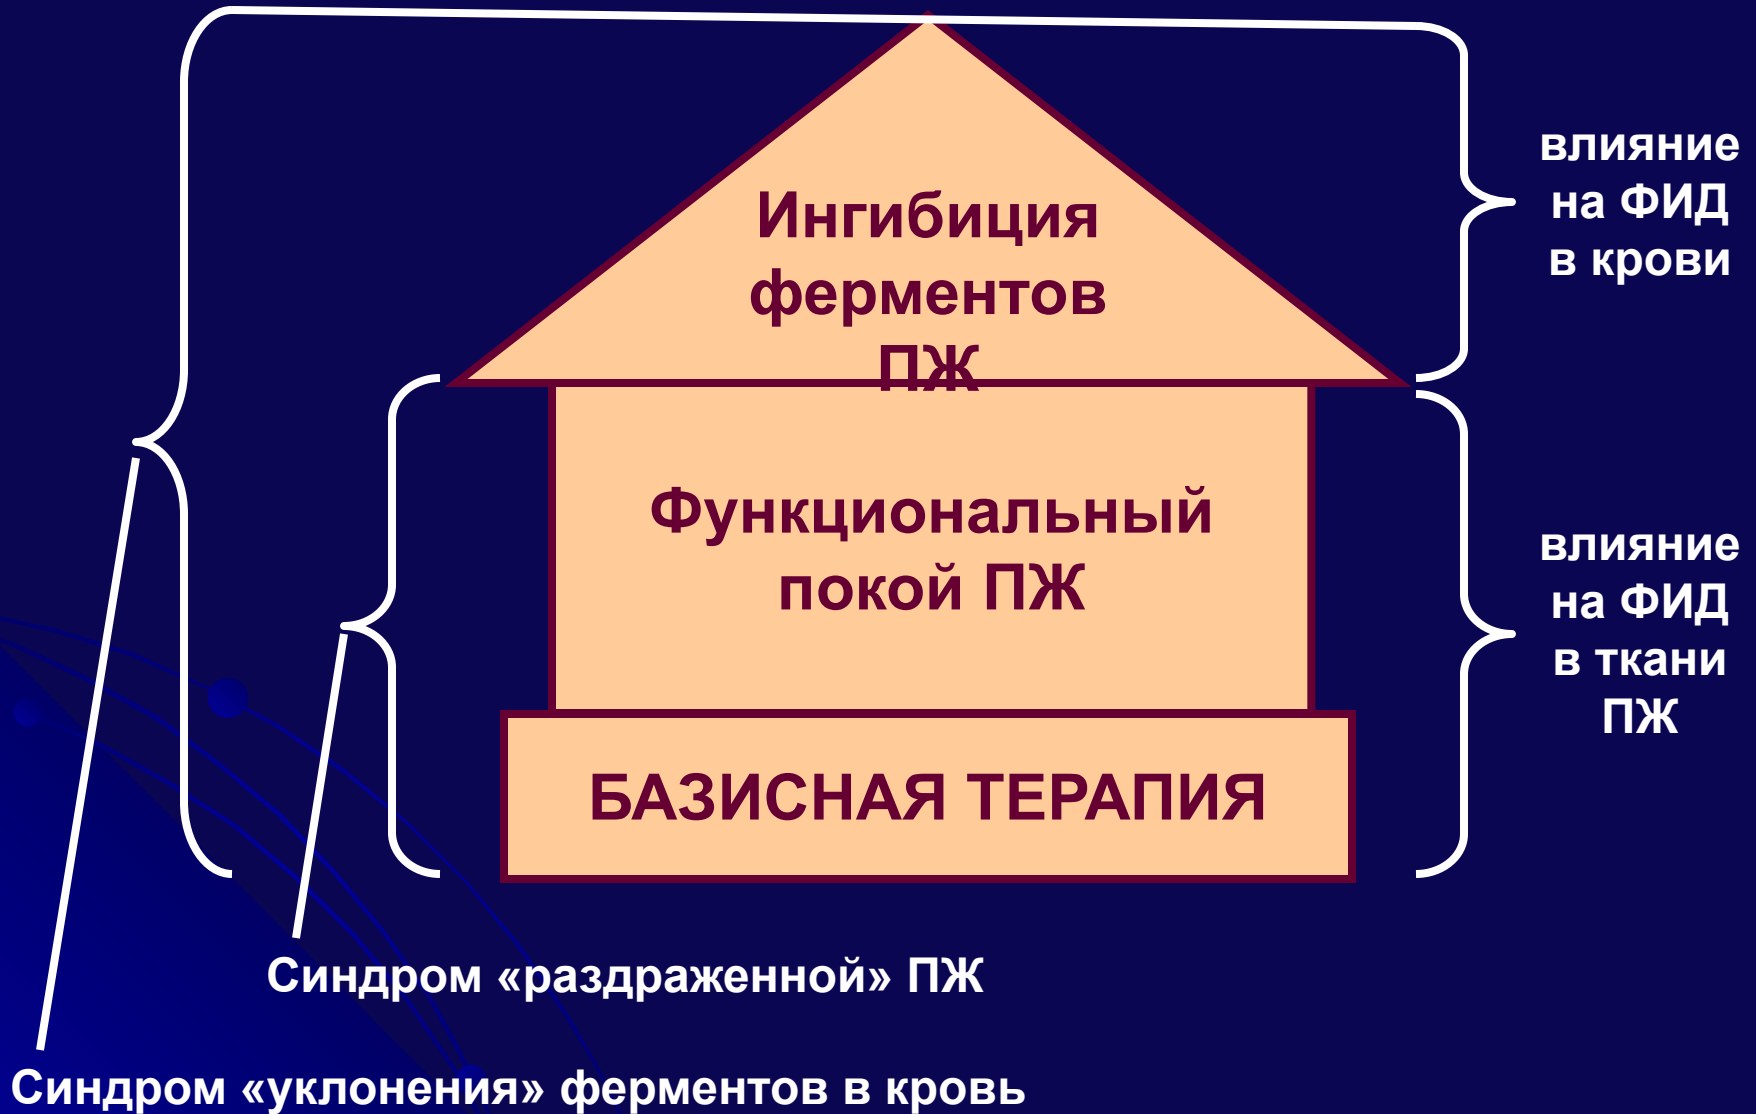 Ингибиция
ферментов
ПЖ
влияние
на ФИД
в крови
Функциональный
покой ПЖ
влияние
на ФИД
в ткани
ПЖ
БАЗИСНАЯ ТЕРАПИЯ
Синдром «раздраженной» ПЖ
Синдром «уклонения» ферментов в кровь